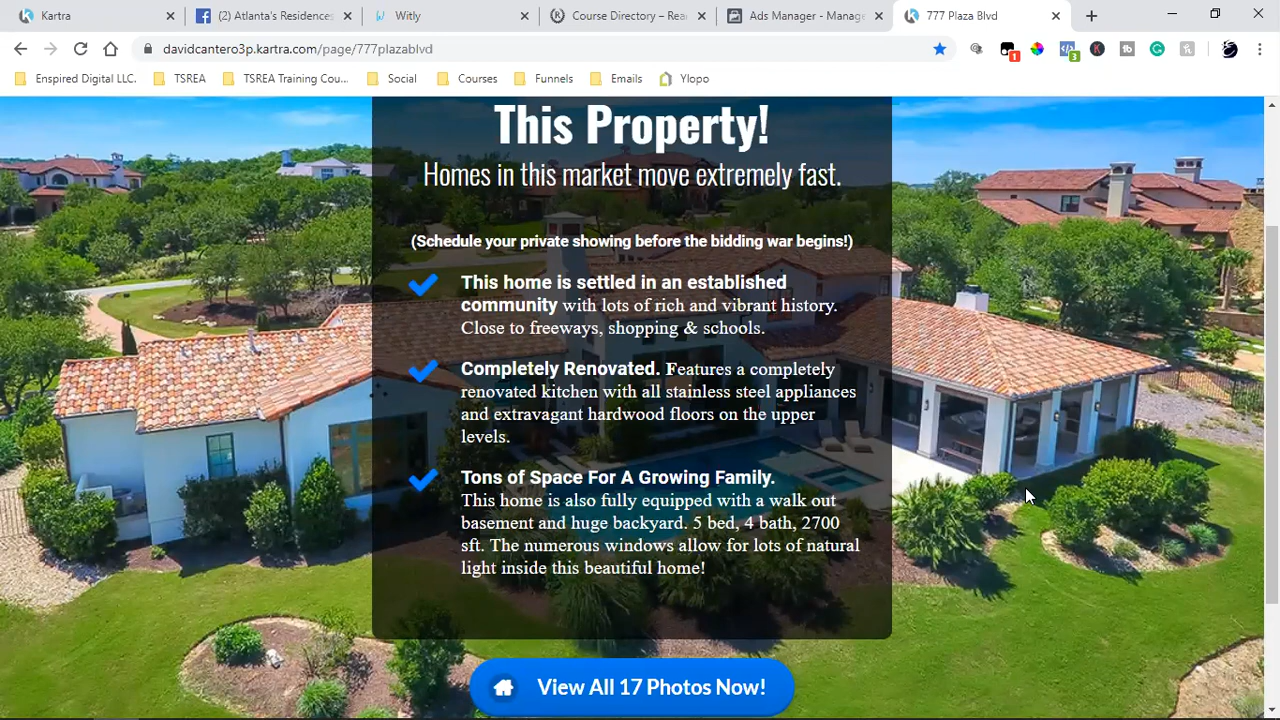 Kartra
(2) Atlanta's Residences
Witly
Course Directory – Rea
Ads Manager - Manage
777 Plaza Blvd
davidcantero3p.kartra.com/page/777plazablvd
1
3
Enspired Digital LLC.
TSREA
TSREA Training Cou...
Social
Courses
Funnels
Emails
Ylopo
This Property!
Homes in this market move extremely fast.
(Schedule your private showing before the bidding war begins!)
This home is settled in an established
community with lots of rich and vibrant history.
Close to freeways, shopping & schools.
Completely Renovated. Features a completely
renovated kitchen with all stainless steel appliances
and extravagant hardwood floors on the upper
levels.
Tons of Space For A Growing Family.
This home is also fully equipped with a walk out
basement and huge backyard. 5 bed, 4 bath, 2700
sft. The numerous windows allow for lots of natural
light inside this beautiful home!
View All 17 Photos Now!